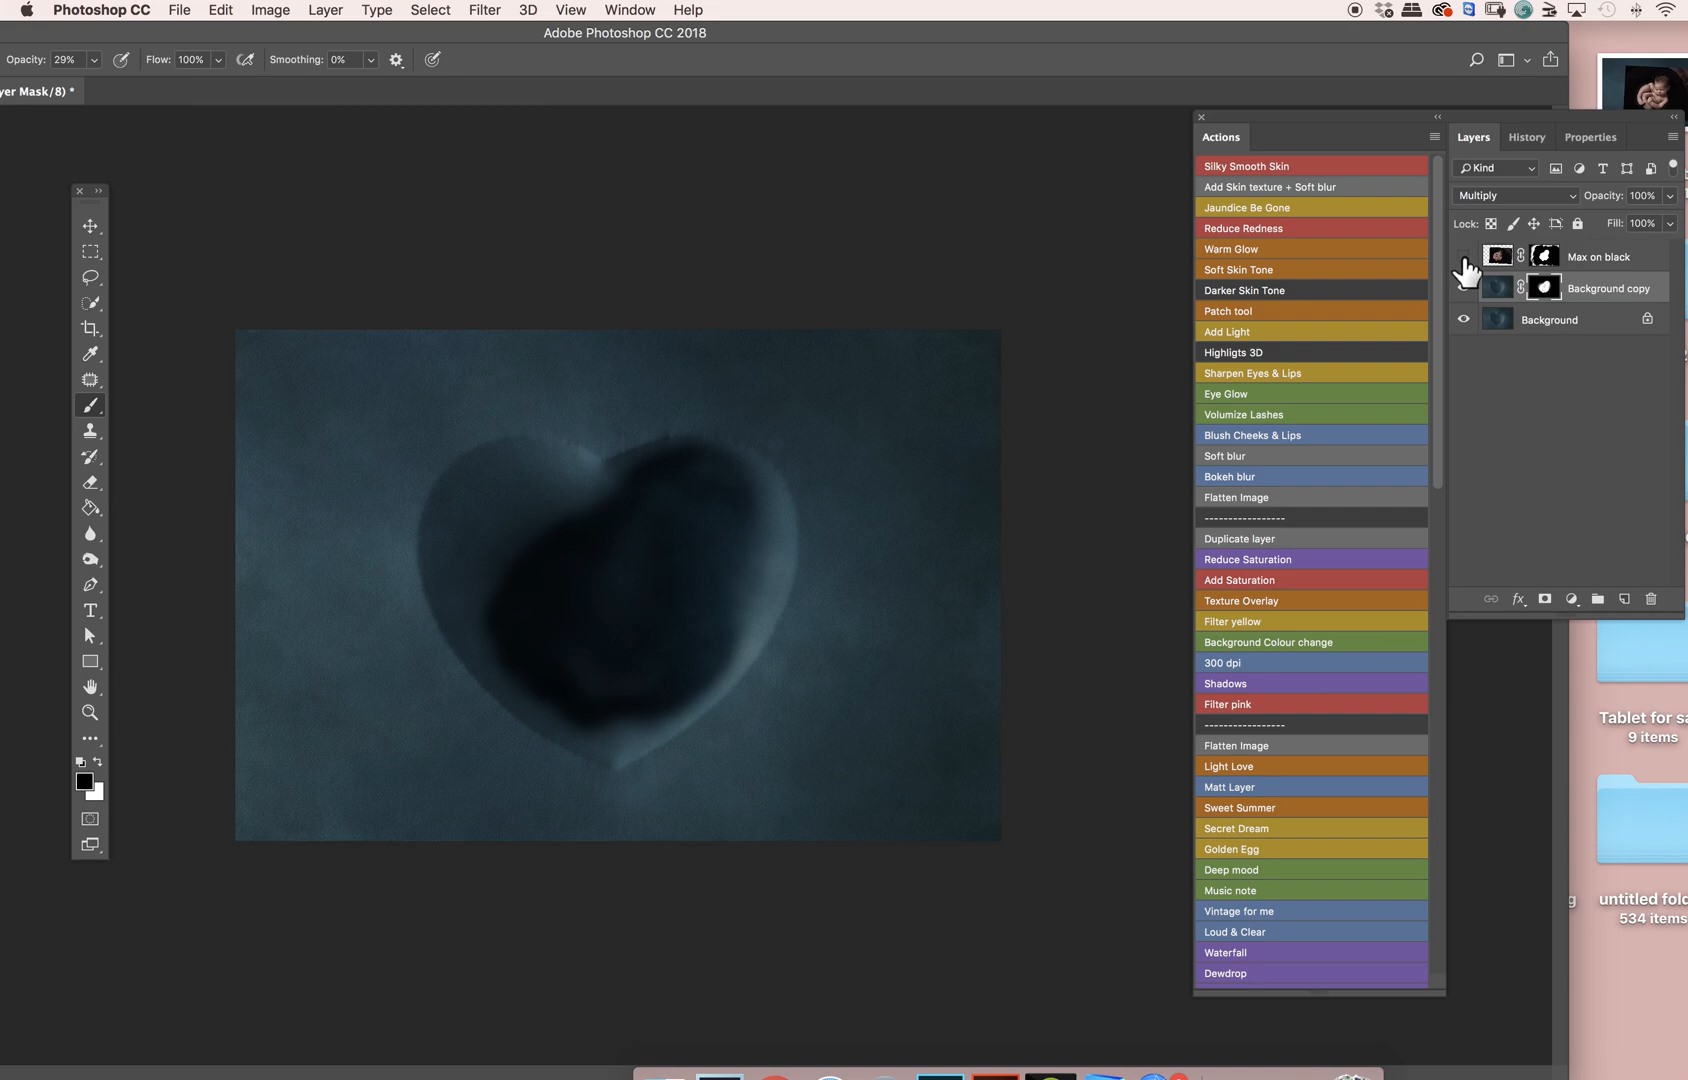 Photoshop CC File Edit Image Layer Type Select Filter 3D View Window Help
Adobe Photoshop CC 2018
Opacity: 29% Flow: 100% Smoothing: 0%
yer Mask/8) *
Actions
Silky Smooth Skin
Add Skin texture + Soft blur
Jaundice Be Gone
Reduce Redness
Warm Glow
Soft Skin Tone
Darker Skin Tone
Patch tool
Add Light
Highligts 3D
Sharpen Eyes & Lips
Eye Glow
Volumize Lashes
Blush Cheeks & Lips
Soft blur
Bokeh blur
Flatten Image
-----------------
Duplicate layer
Reduce Saturation
Add Saturation
Texture Overlay
Filter yellow
Background Colour change
300 dpi
Shadows
Filter pink
-----------------
Flatten Image
Light Love
Matt Layer
Sweet Summer
Secret Dream
Golden Egg
Deep mood
Music note
Vintage for me
Loud & Clear
Waterfall
Dewdrop
Layers History Properties
Kind
Multiply Opacity: 100%
Lock: Fill: 100%
Max on black
Background copy
Background
Tablet for sa
9 items
untitled fold
534 items
g